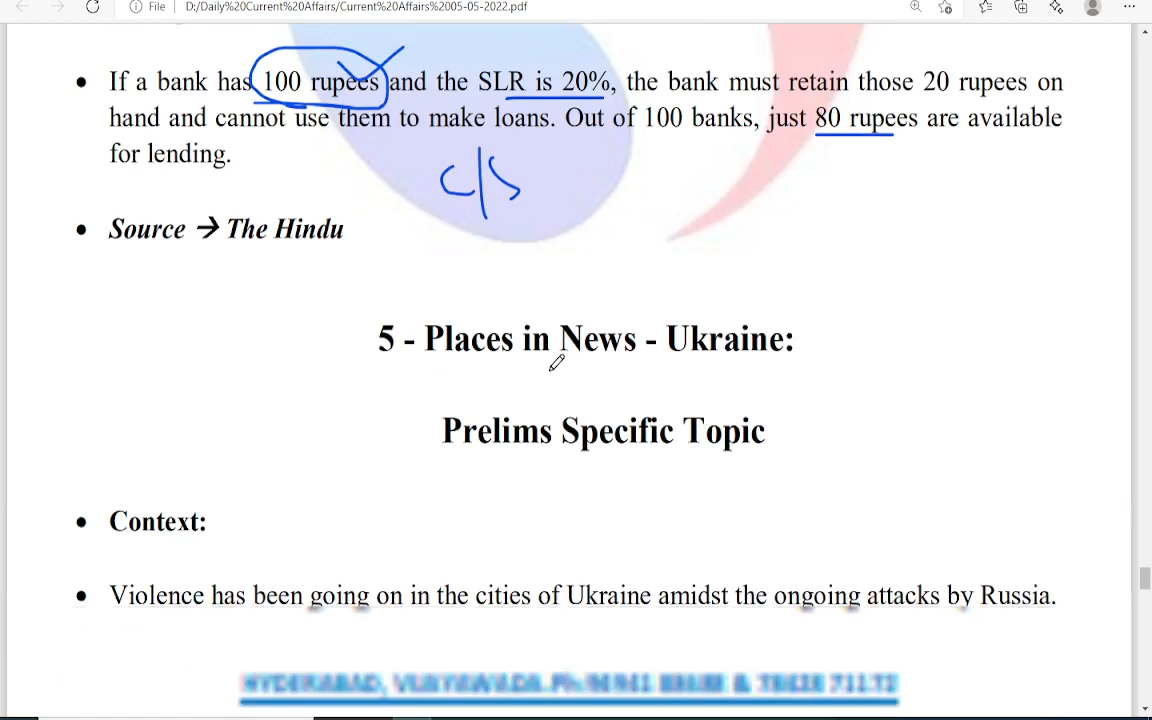 File
D:/Daily%20Current%20Affairs/Current%20Affairs%2005-05-2022.pdf
• If a bank has 100 rupees and the SLR is 20%, the bank must retain those 20 rupees on
hand and cannot use them to make loans. Out of 100 banks, just 80 rupees are available
for lending.
c/s
• Source → The Hindu
5 - Places in News - Ukraine:
Prelims Specific Topic
• Context:
• Violence has been going on in the cities of Ukraine amidst the ongoing attacks by Russia.
HYDERABAD, VIJAYAWADA